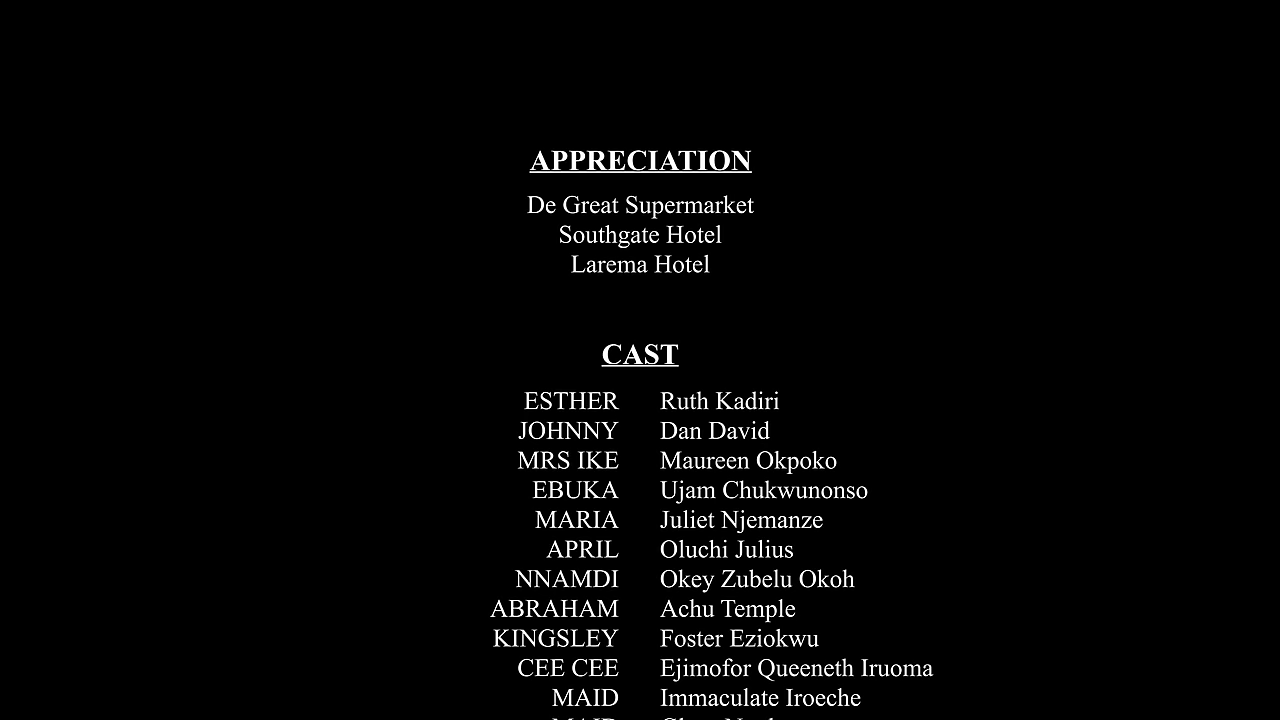 APPRECIATION
De Great Supermarket
Southgate Hotel
Larema Hotel
CAST
ESTHER Ruth Kadiri
JOHNNY Dan David
MRS IKE Maureen Okpoko
EBUKA Ujam Chukwunonso
MARIA Juliet Njemanze
APRIL Oluchi Julius
NNAMDI Okey Zubelu Okoh
ABRAHAM Achu Temple
KINGSLEY Foster Eziokwu
CEE CEE Ejimofor Queeneth Iruoma
MAID Immaculate Iroeche